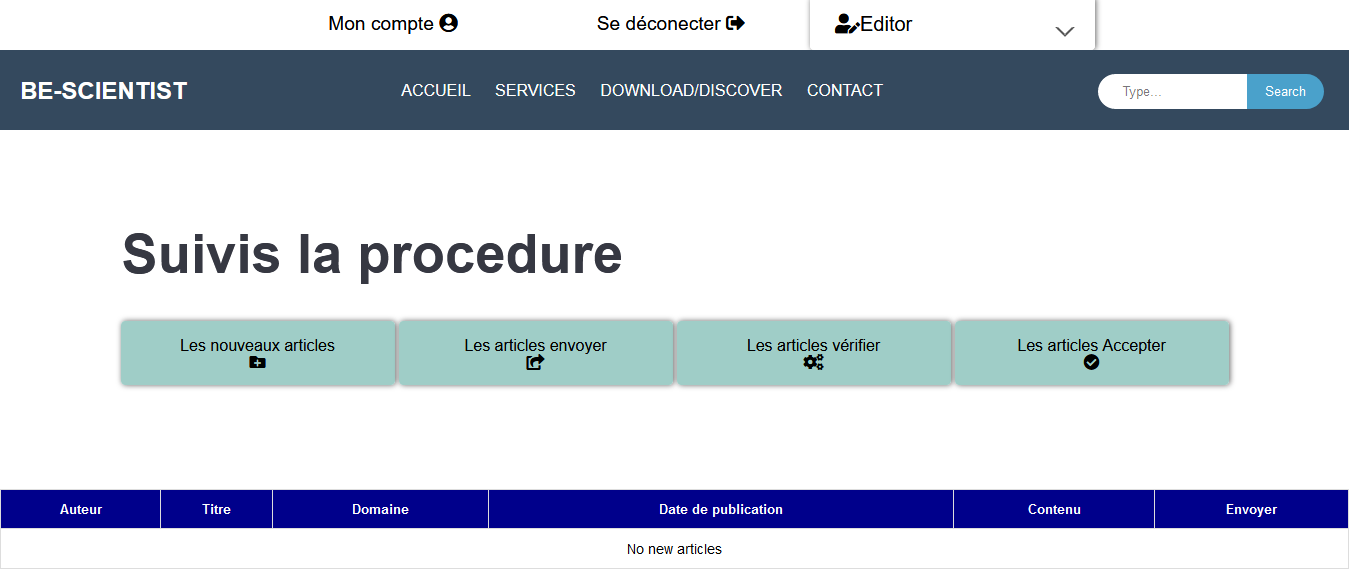 Mon compte
Se déconecter
Editor
BE-SCIENTIST
ACCUEIL SERVICES DOWNLOAD/DISCOVER CONTACT
Type... Search
Suivis la procedure
Les nouveaux articles
Les articles envoyer
Les articles vérifier
Les articles Accepter
Auteur Titre Domaine Date de publication Contenu Envoyer
No new articles